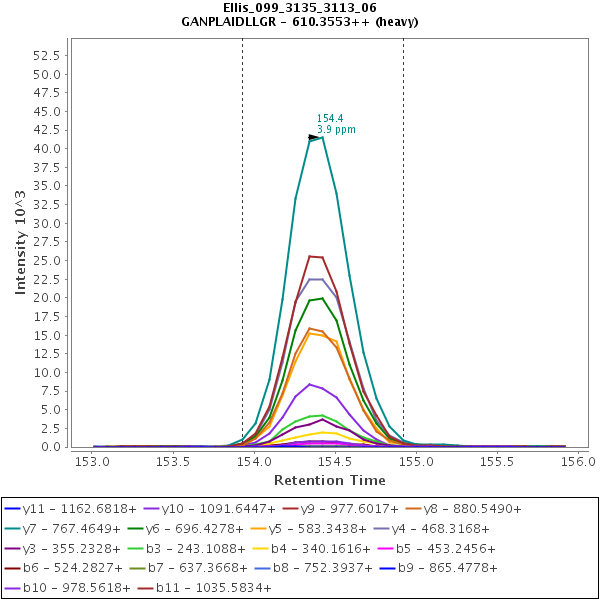 Ellis_099_3135_3113_06
GANPLAIDLLGR - 610.3553++ (heavy)
154.4
3.9 ppm
52.5
50.0
47.5
45.0
42.5
40.0
37.5
35.0
32.5
30.0
27.5
25.0
22.5
20.0
17.5
15.0
12.5
10.0
7.5
5.0
2.5
0.0
Intensity 10^3
153.0 153.5 154.0 154.5 155.0 155.5 156.0
Retention Time
y11 - 1162.6818+ y10 - 1091.6447+ y9 - 977.6017+ y8 - 880.5490+
y7 - 767.4649+ y6 - 696.4278+ y5 - 583.3438+ y4 - 468.3168+
y3 - 355.2328+ b3 - 243.1088+ b4 - 340.1616+ b5 - 453.2456+
b6 - 524.2827+ b7 - 637.3668+ b8 - 752.3937+ b9 - 865.4778+
b10 - 978.5618+ b11 - 1035.5834+